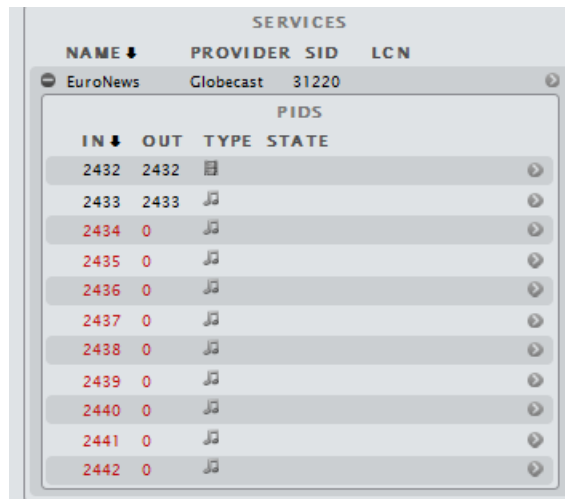 SERVICES
NAME PROVIDER SID LCN
EuroNews Globecast 31220
PIDS
IN OUT TYPE STATE
2432 2432
2433 2433
2434 0
2435 0
2436 0
2437 0
2438 0
2439 0
2440 0
2441 0
2442 0